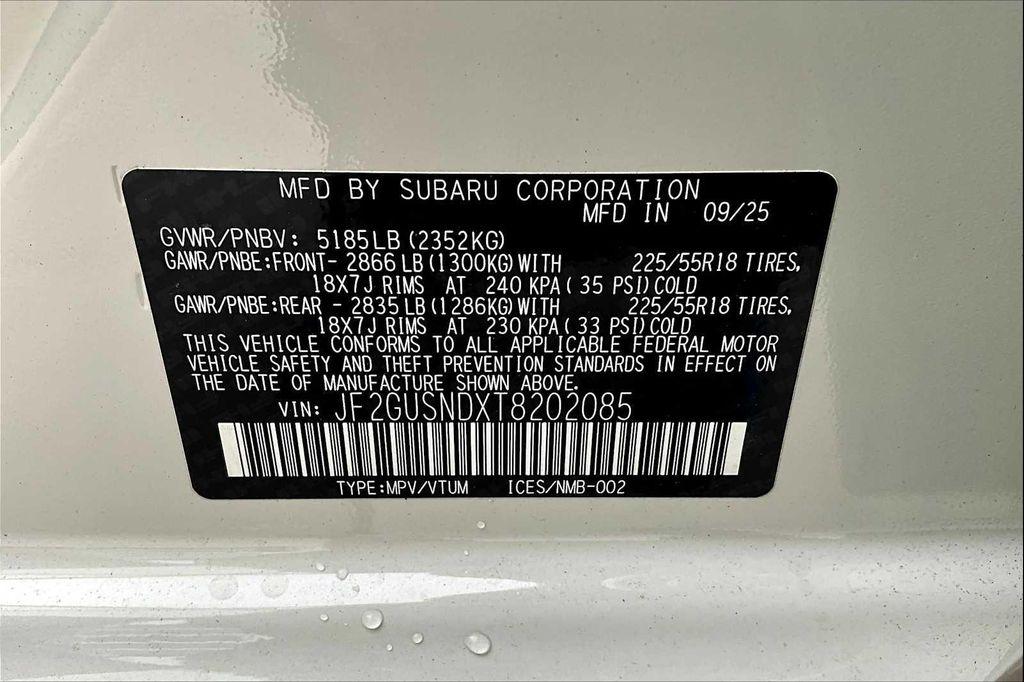 MFD BY SUBARU CORPORATION
MFD IN 09/25
GVWR/PNBV: 5185LB (2352KG)
GAWR/PNBE:FRONT- 2866 LB (1300KG) WITH 225/55R18 TIRES,
18X7J RIMS AT 240 KPA ( 35 PSI) COLD
GAWR/PNBE:REAR - 2835 LB (1286KG) WITH 225/55R18 TIRES,
18X7J RIMS AT 230 KPA ( 33 PSI) COLD
THIS VEHICLE CONFORMS TO ALL APPLICABLE FEDERAL MOTOR
VEHICLE SAFETY AND THEFT PREVENTION STANDARDS IN EFFECT ON
THE DATE OF MANUFACTURE SHOWN ABOVE.
VIN: JF2GUSNDXT8202085
TYPE:MPV/VTUM ICES/NMB-002